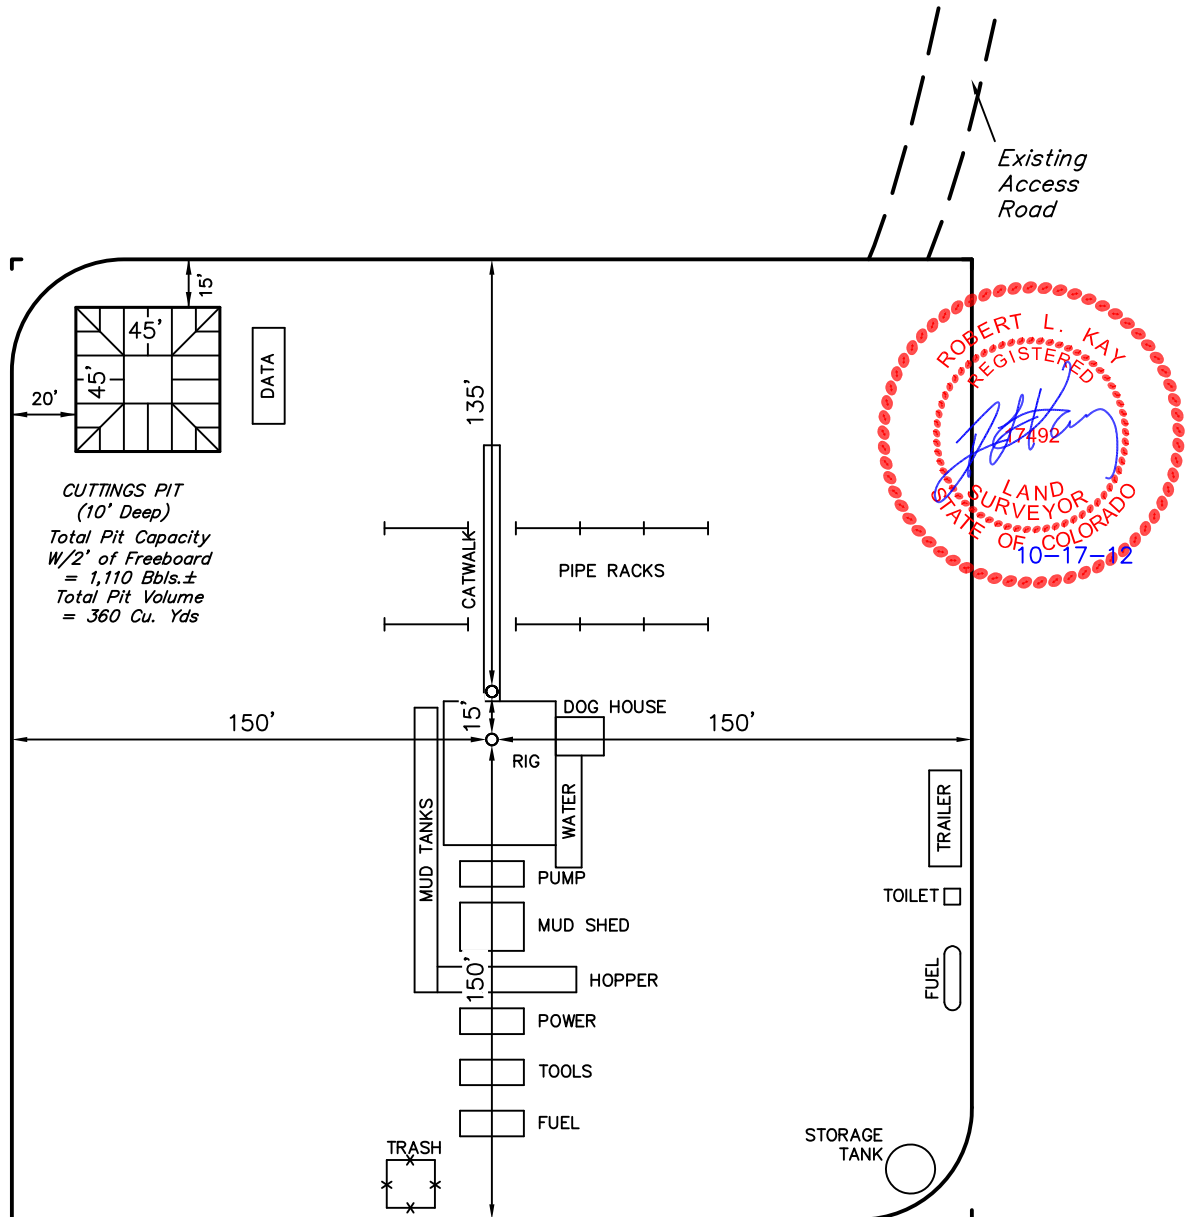 Existing
Access
Road
15'
45'
45'
20'
DATA
135'
CUTTINGS PIT
(10' Deep)
Total Pit Capacity
W/2' of Freeboard
= 1,110 Bbls.±
Total Pit Volume
= 360 Cu. Yds
CATWALK
PIPE RACKS
ROBERT L. KAY
REGISTERED
17492
LAND
SURVEYOR
STATE OF COLORADO
10-17-12
150'
15'
DOG HOUSE
150'
RIG
MUD TANKS
WATER
TRAILER
PUMP
TOILET
MUD SHED
150'
HOPPER
FUEL
POWER
TOOLS
FUEL
TRASH
STORAGE
TANK